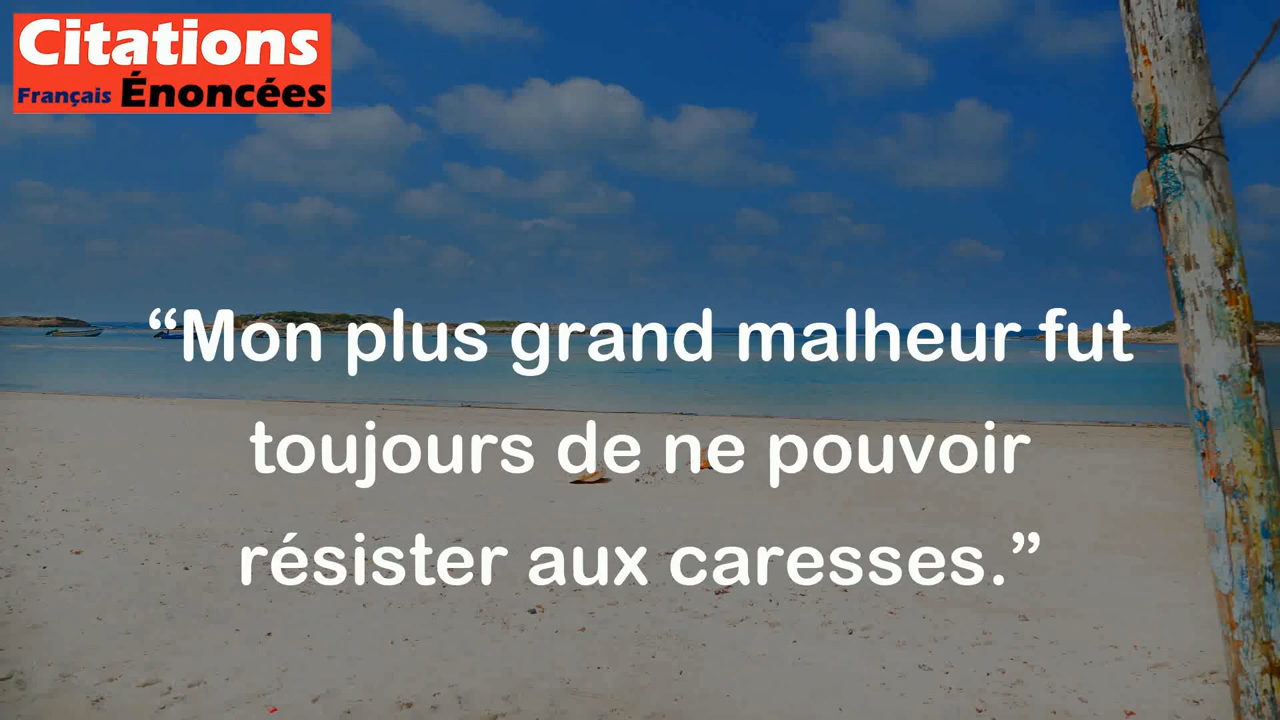 Citations
Français Énoncées
“Mon plus grand malheur fut
toujours de ne pouvoir
résister aux caresses.”